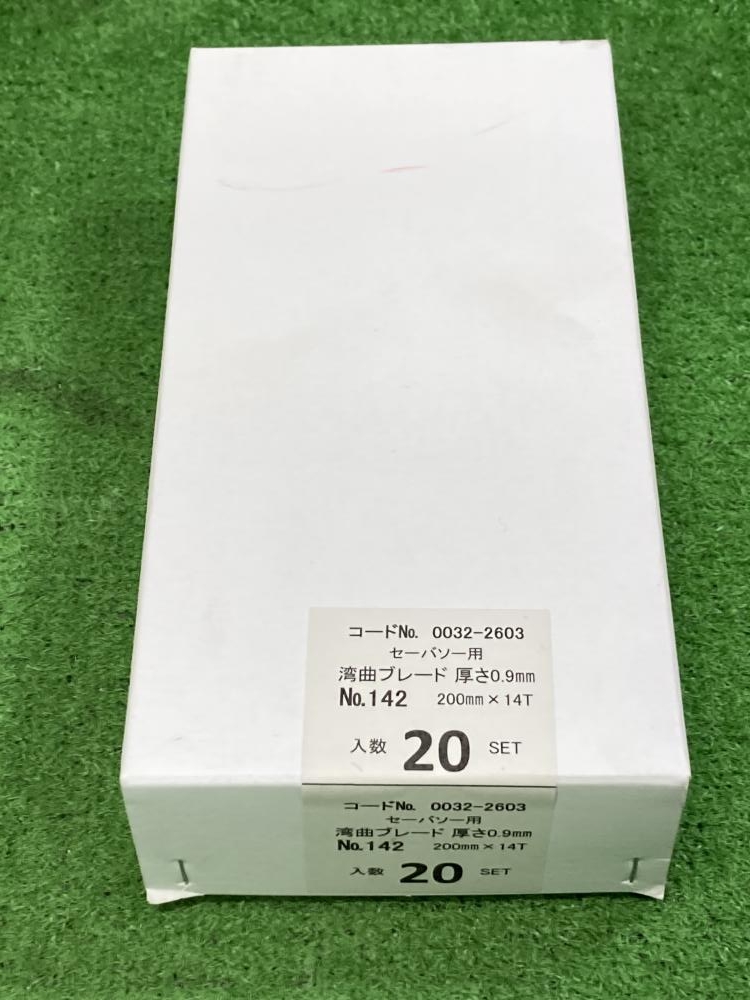 コードNo. 0032-2603
セーバソー用
湾曲ブレード 厚さ0.9mm
No.142 200mm×14T
入数 20 SET
コードNo. 0032-2603
セーバソー用
湾曲ブレード 厚さ0.9mm
No.142 200mm×14T
入数 20 SET